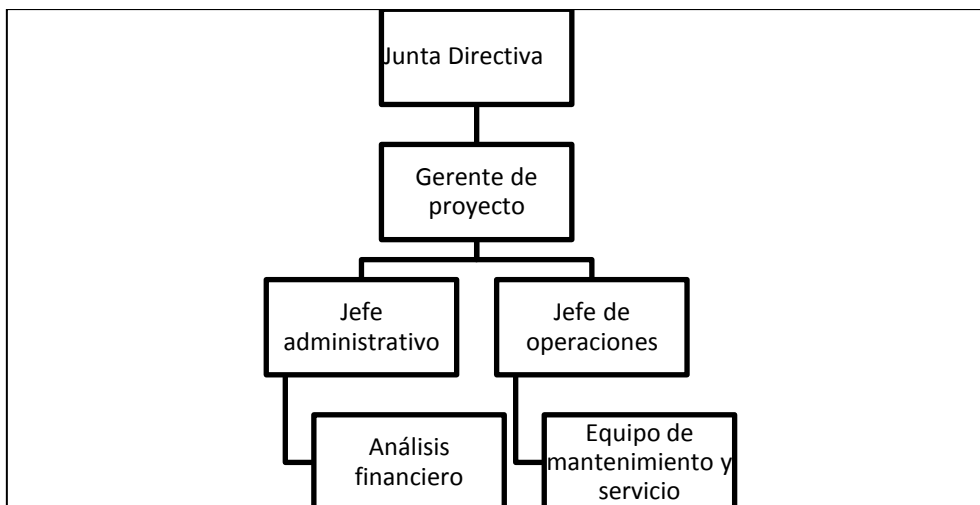 Junta Directiva
Gerente de
proyecto
Jefe
administrativo
Jefe de
operaciones
Análisis
financiero
Equipo de
mantenimiento y
servicio